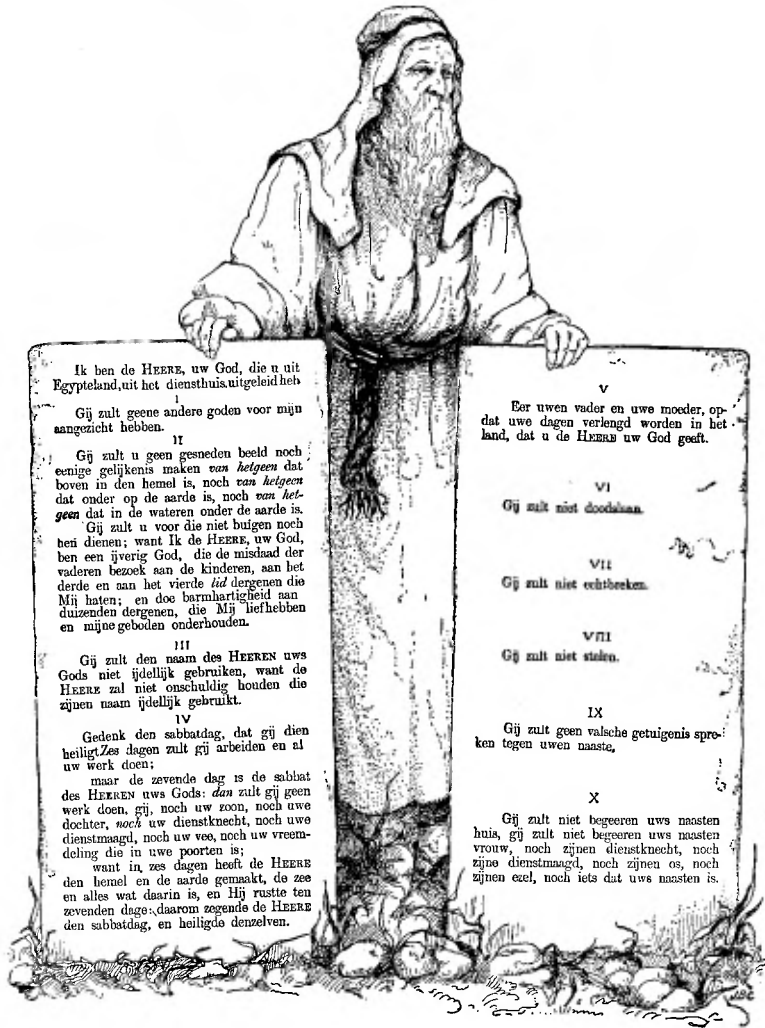 Ik ben de HEERE, uw God, die u uit
Egypteland, uit het diensthuis. uitgeleid heb
I
Gij zult geene andere goden voor mijn
aangezicht hebben.
II
Gij zult u geen gesneden beeld noch
eenige gelijkenis maken van hetgeen dat
boven in den hemel is, noch van hetgeen
dat onder op de aarde is, noch van het-
geen dat in de wateren onder de aarde is.
Gij zult u voor die niet buigen noch
hen dienen; want Ik de HEERE, uw God,
ben een ijverig God, die de misdaad der
vaderen bezoek aan de kinderen, aan het
derde en aan het vierde lid dergenen die
Mij haten; en doe barmhartigheid aan
duizenden dergenen, die Mij liefhebben
en mijne geboden onderhouden.
III
Gij zult den naam des HEEREN uws
Gods niet ijdellijk gebruiken, want de
HEERE zal niet onschuldig houden die
zijnen naam ijdellijk gebruikt.
IV
Gedenk den sabbatdag, dat gij dien
heiligt. Zes dagen zult gij arbeiden en al
uw werk doen;
maar de zevende dag is de sabbat
des HEEREN uws Gods: dan zult gij geen
werk doen, gij, noch uw zoon, noch uwe
dochter, noch uw dienstknecht, noch uwe
dienstmaagd, noch uw vee, noch uw vreem-
deling die in uwe poorten is;
want in zes dagen heeft de HEERE
den hemel en de aarde gemaakt, de zee
en alles wat daarin is, en Hij rustte ten
zevenden dage: daarom zegende de HEERE
den sabbatdag, en heiligde denzelven.
V
Eer uwen vader en uwe moeder, op-
dat uwe dagen verlengd worden in het
land, dat u de HEERE uw God geeft.
VI
Gij zult niet doodslaan.
VII
Gij zult niet echtbreken.
VIII
Gij zult niet stelen.
IX
Gij zult geen valsche getuigenis spre-
ken tegen uwen naaste.
X
Gij zult niet begeeren uws naasten
huis, gij zult niet begeeren uws naasten
vrouw, noch zijnen dienstknecht, noch
zijne dienstmaagd, noch zijnen os, noch
zijnen ezel, noch iets dat uws naasten is.